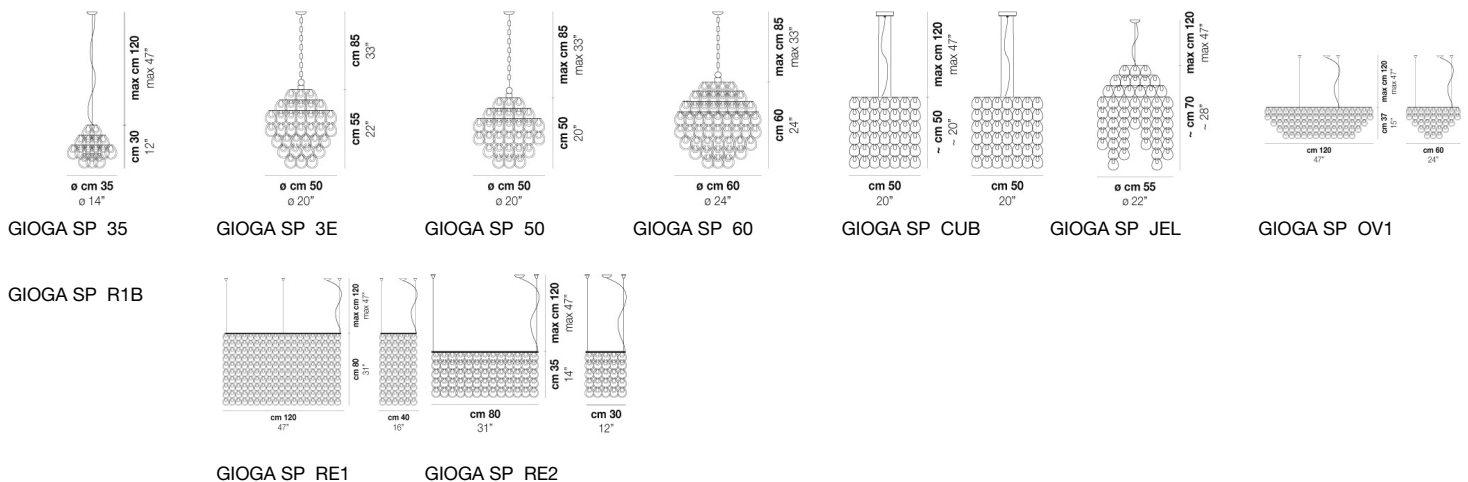 max cm 120
max 47"
cm 30
12"
ø cm 35
ø 14"
GIOGA SP 35
cm 85
33"
cm 55
22"
ø cm 50
ø 20"
GIOGA SP 3E
max cm 85
max 33"
cm 50
20"
ø cm 50
ø 20"
GIOGA SP 50
max cm 85
max 33"
cm 60
24"
ø cm 60
ø 24"
GIOGA SP 60
max cm 120
max 47"
~ cm 50
~ 20"
cm 50
20"
cm 50
20"
GIOGA SP CUB
max cm 120
max 47"
~ cm 70
~ 28"
ø cm 55
ø 22"
GIOGA SP JEL
max cm 120
max 47"
cm 37
15"
cm 120
47"
cm 60
24"
GIOGA SP OV1
GIOGA SP R1B
max cm 120
max 47"
cm 80
31"
cm 120
47"
cm 40
16"
GIOGA SP RE1
max cm 120
max 47"
cm 35
14"
cm 80
31"
cm 30
12"
GIOGA SP RE2